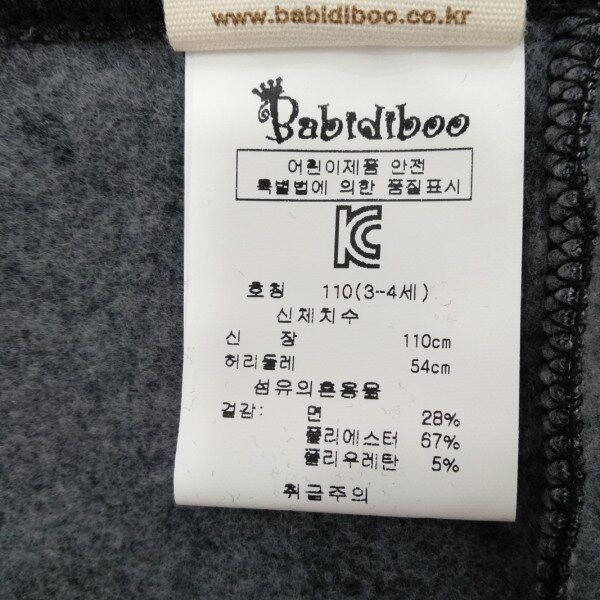 www.babidiboo.co.kr
Babidiboo
어린이제품 안전
특별법에 의한 품질표시
KC
호칭 110(3-4세)
신체치수
신 장 110cm
허리둘레 54cm
섬유의혼용율
겉감: 면 28%
폴리에스터 67%
폴리우레탄 5%
취급주의